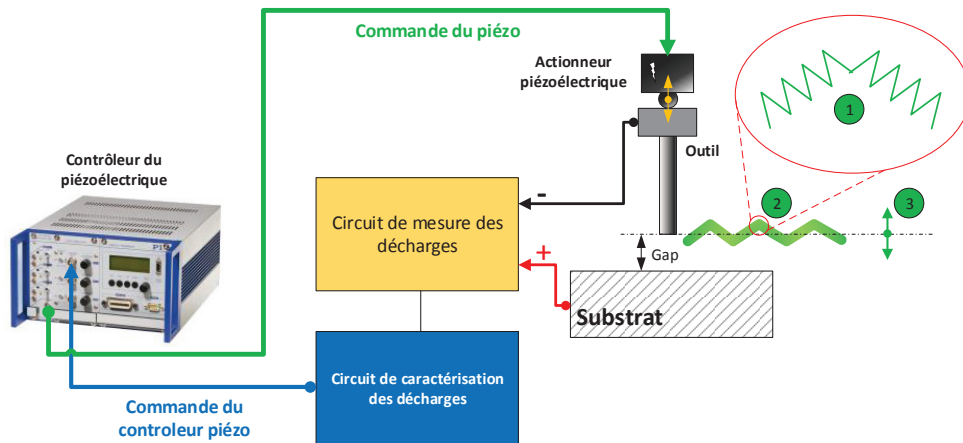 Commande du piézo
Actionneur
piézoélectrique
1
Outil
Contrôleur du
piézoélectrique
-
Circuit de mesure des
décharges
2
3
+
Gap
Substrat
Circuit de caractérisation
des décharges
Commande du
controleur piézo
PI